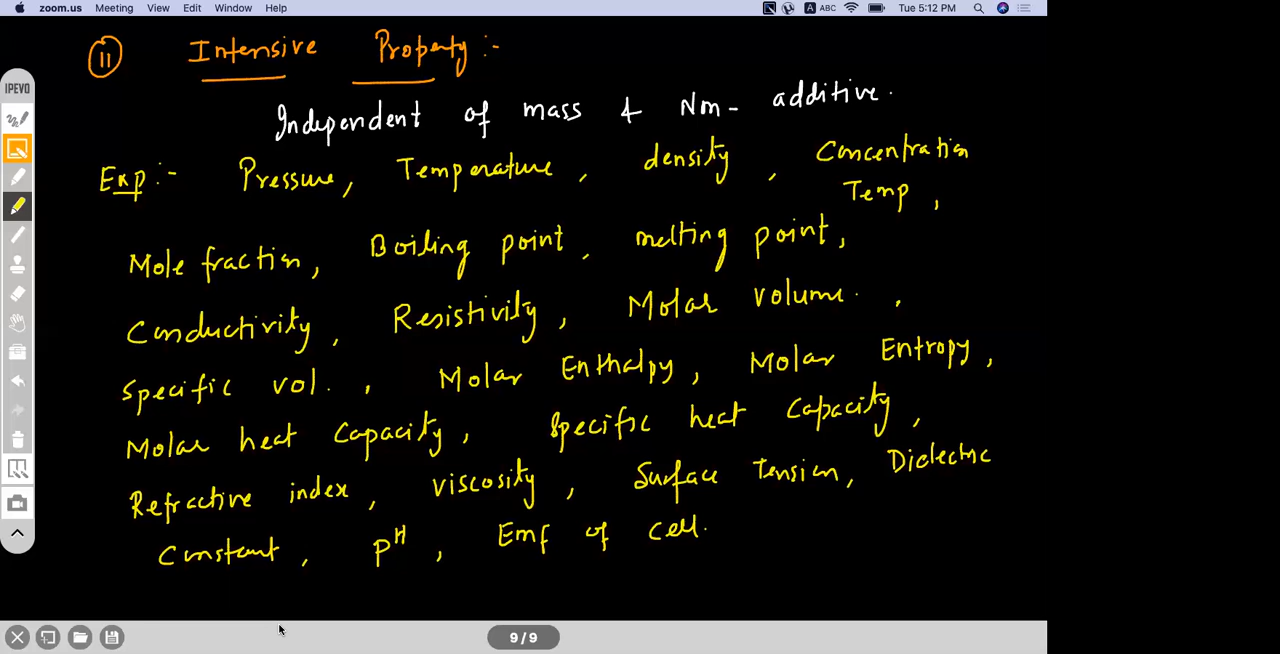 zoom.us Meeting View Edit Window Help ABC Tue 5:12 PM
IPEVO
(11) Intensive Property :-
Independent of mass & Non-additive.
Exp :- Pressure, Temperature, density, Concentration
Temp,
Mole fraction, Boiling point, melting point,
Conductivity, Resistivity, Molar volume. ,
Specific vol. , Molar Enthalpy, Molar Entropy,
Molar heat Capacity, Specific heat Capacity,
Refractive index, viscosity, Surface Tension, Dielectric
Constant, pH, Emf of cell.
9/9